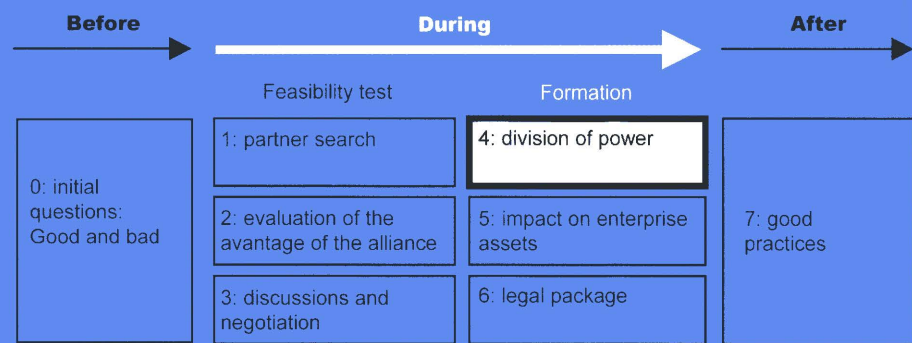 Before
During
After
Feasibility test
Formation
0: initial
questions:
Good and bad
1: partner search
2: evaluation of the
avantage of the alliance
3: discussions and
negotiation
4: division of power
5: impact on enterprise
assets
6: legal package
7: good
practices